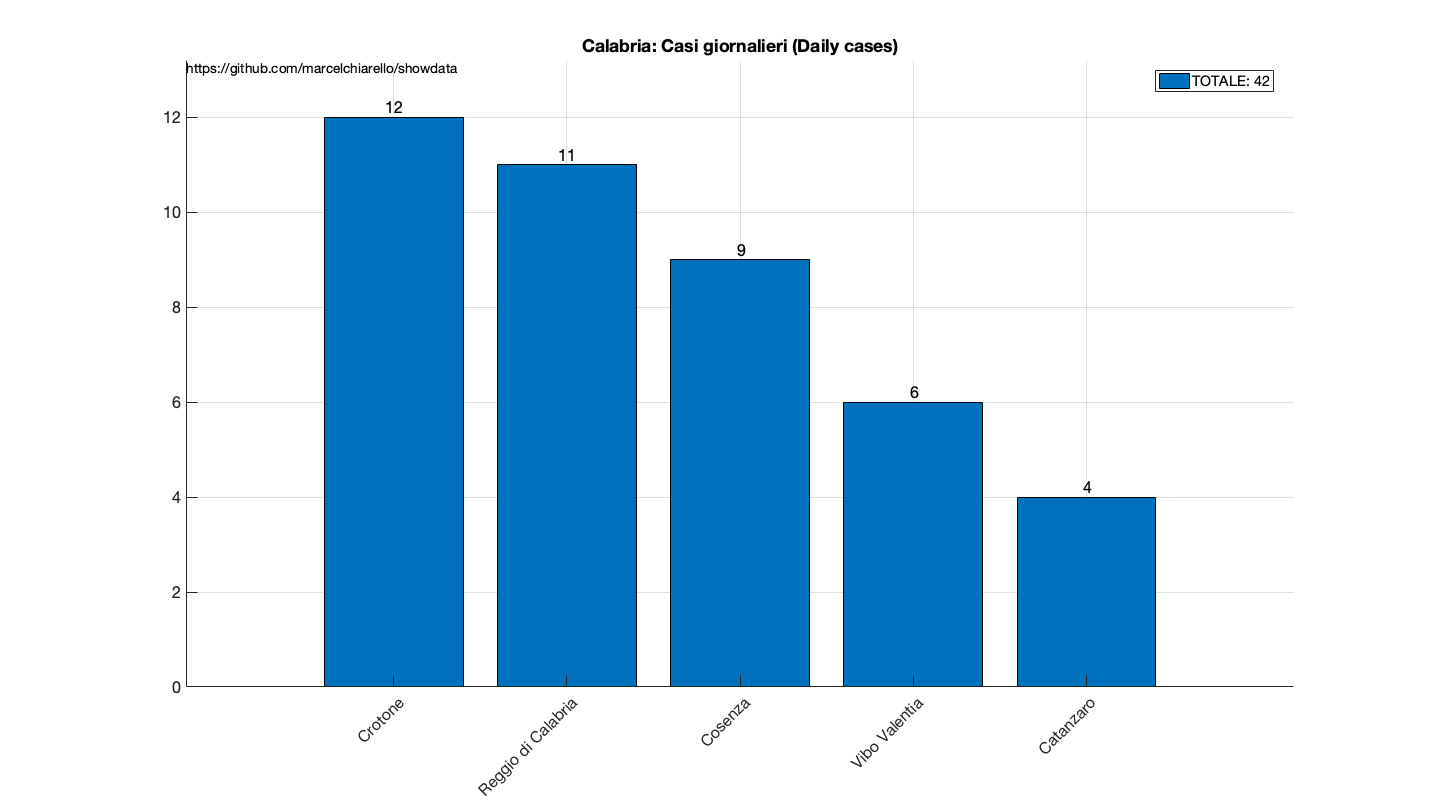 Calabria: Casi giornalieri (Daily cases)
https://github.com/marcelchiarello/showdata
TOTALE: 42
12
11
9
6
4
12
10
8
6
4
2
0
Crotone
Reggio di Calabria
Cosenza
Vibo Valentia
Catanzaro